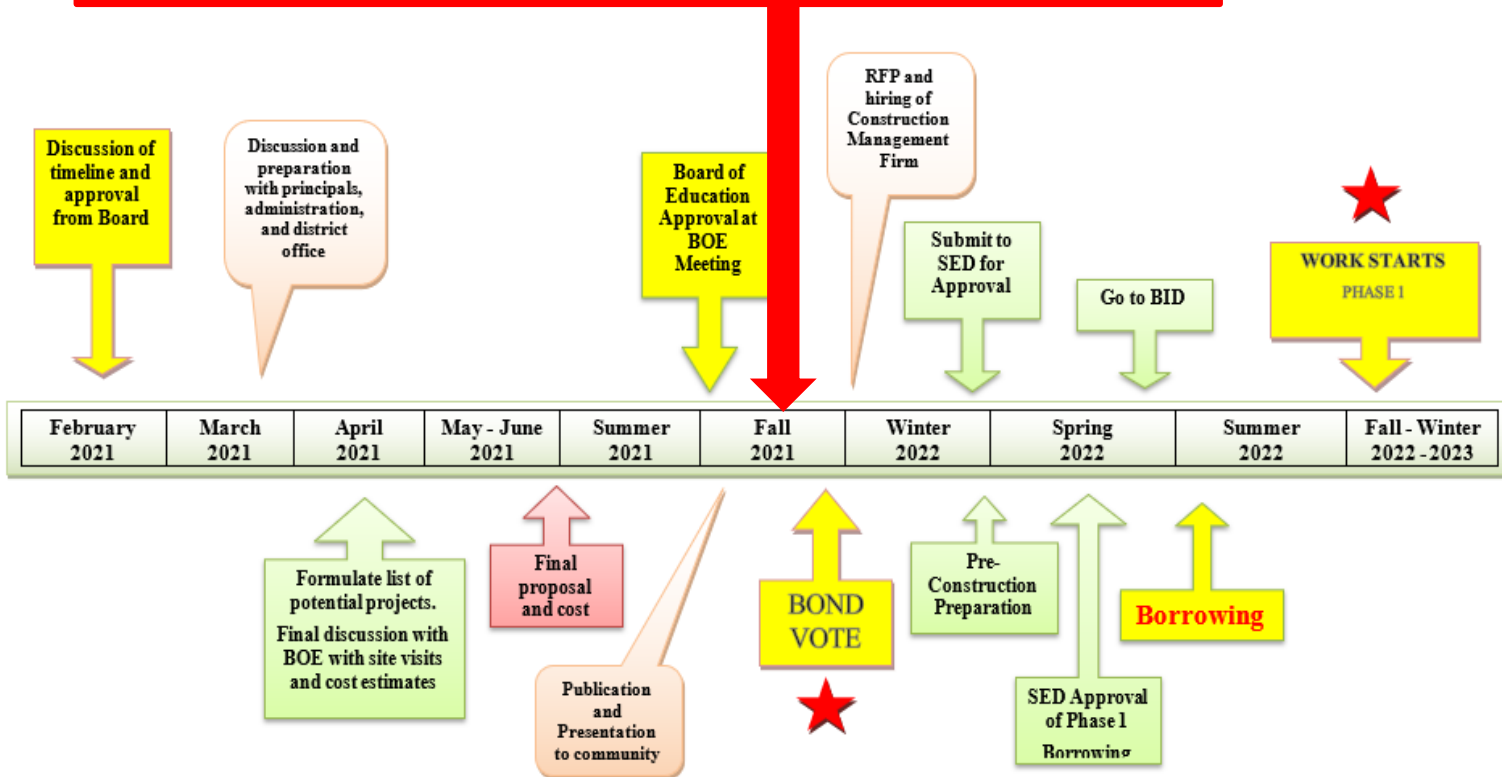 Discussion of
timeline and
approval
from Board
Discussion and
preparation
with principals,
administration,
and district
office
Board of
Education
Approval at
BOE
Meeting
RFP and
hiring of
Construction
Management
Firm
Submit to
SED for
Approval
Go to BID
WORK STARTS
PHASE 1
February
2021
March
2021
April
2021
May - June
2021
Summer
2021
Fall
2021
Winter
2022
Spring
2022
Summer
2022
Fall - Winter
2022 -2023
Formulate list of
potential projects.
Final discussion with
BOE with site visits
and cost estimates
Final
proposal
and cost
Publication
and
Presentation
to community
BOND
VOTE
Pre-
Construction
Preparation
SED Approval
of Phase 1
Borrowing
Borrowing